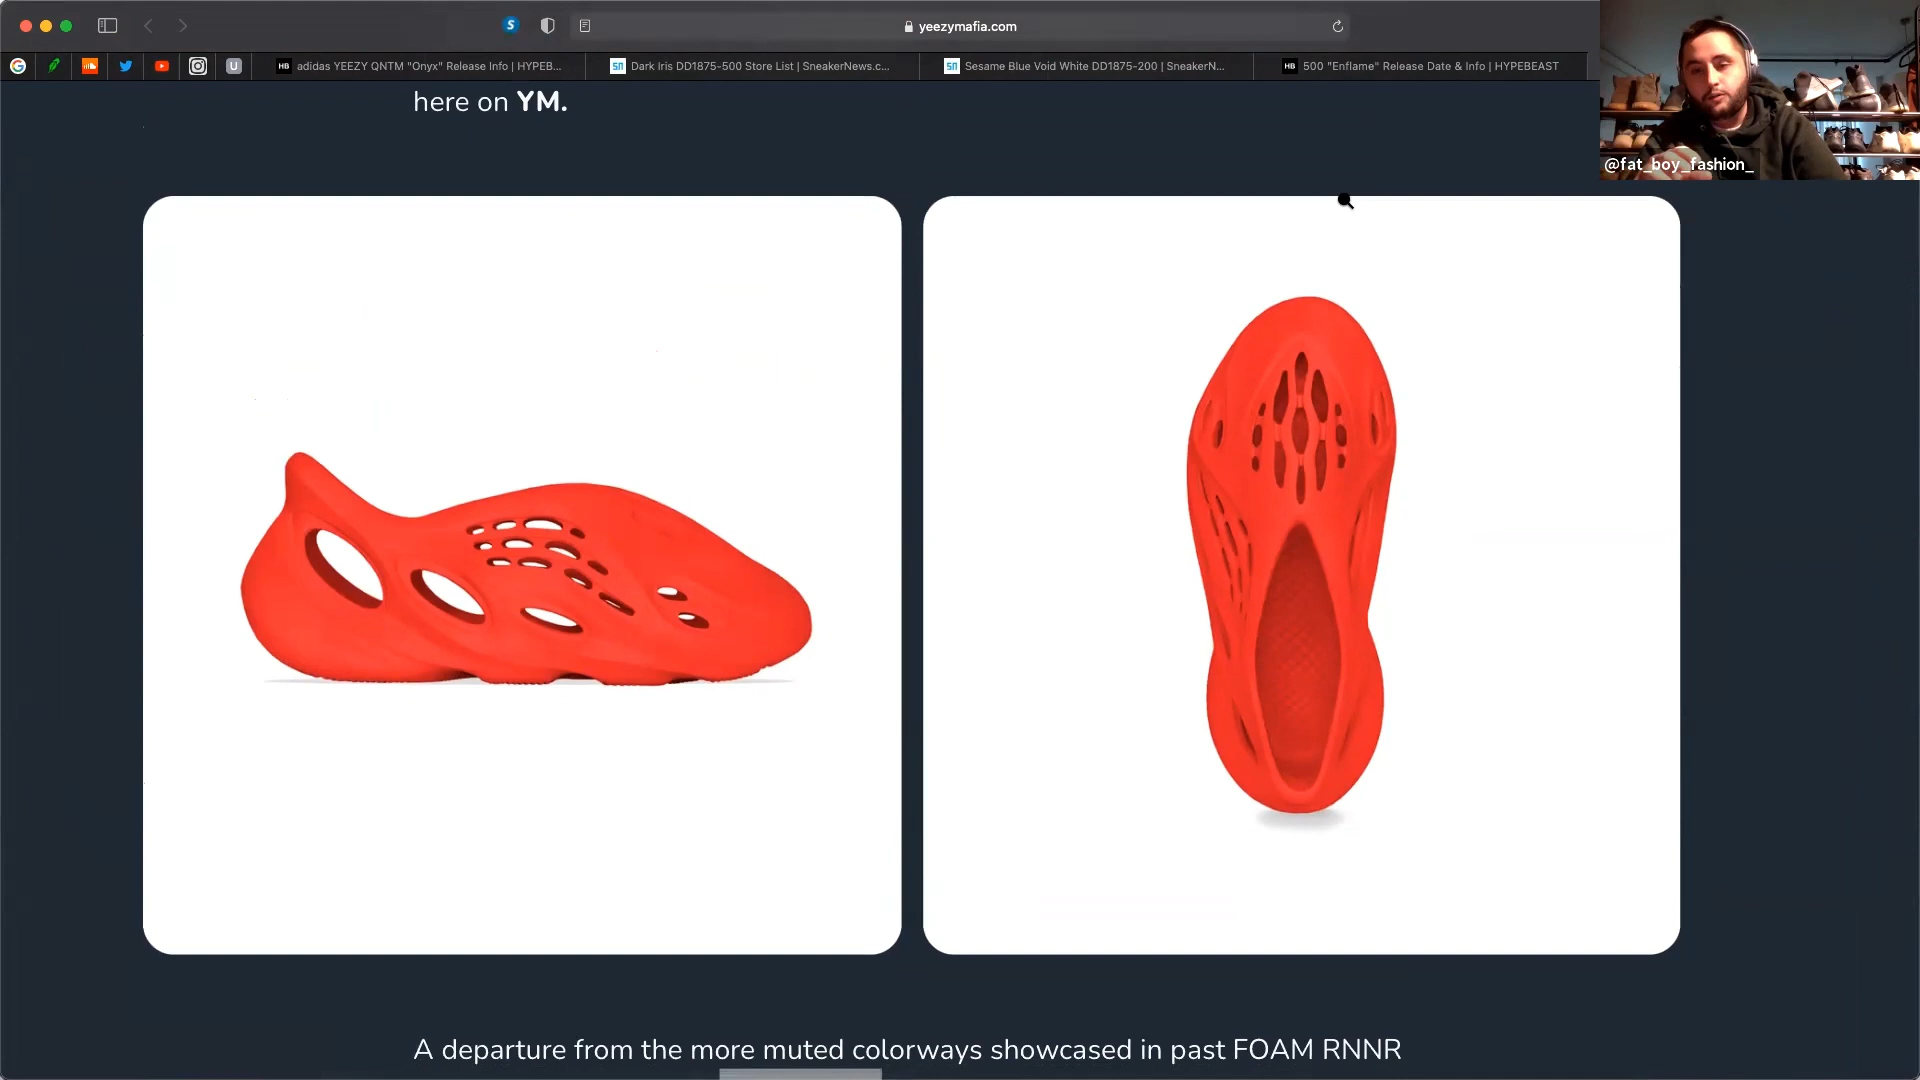 yeezymafia.com
adidas YEEZY QNTM "Onyx" Release Info | HYPEB...
Dark Iris DD1875-500 Store List | SneakerNews.c...
Sesame Blue Void White DD1875-200 | SneakerN...
500 "Enflame" Release Date & Info | HYPEBEAST
here on YM.
@fat_boy_fashion_
A departure from the more muted colorways showcased in past FOAM RNNR